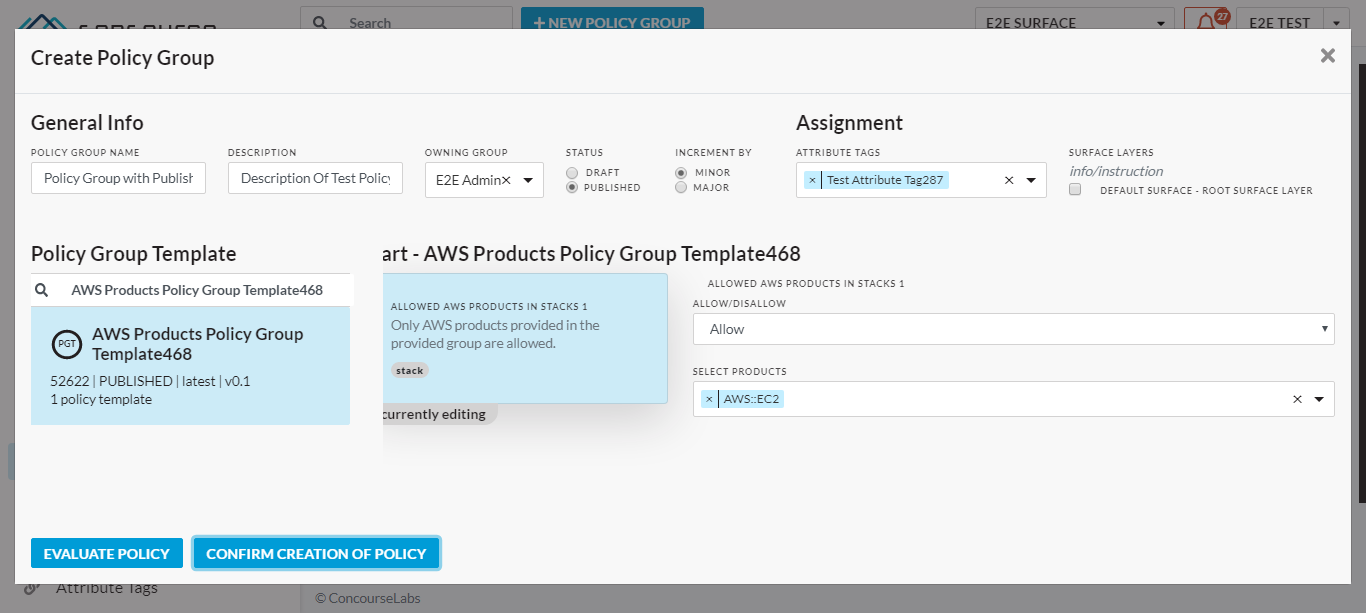 Search
+ NEW POLICY GROUP
E2E SURFACE
27
E2E TEST
Create Policy Group
General Info
Assignment
POLICY GROUP NAME
DESCRIPTION
OWNING GROUP
STATUS
INCREMENT BY
ATTRIBUTE TAGS
SURFACE LAYERS
Policy Group with Publish
Description Of Test Policy
E2E Admin×
DRAFT
PUBLISHED
MINOR
MAJOR
× Test Attribute Tag287 ×
info/instruction
DEFAULT SURFACE - ROOT SURFACE LAYER
Policy Group Template
art - AWS Products Policy Group Template468
AWS Products Policy Group Template468
PGT
AWS Products Policy Group
Template468
52622 | PUBLISHED | latest | v0.1
1 policy template
ALLOWED AWS PRODUCTS IN STACKS 1
Only AWS products provided in the
provided group are allowed.
stack
currently editing
ALLOWED AWS PRODUCTS IN STACKS 1
ALLOW/DISALLOW
Allow
SELECT PRODUCTS
× AWS::EC2 ×
EVALUATE POLICY
CONFIRM CREATION OF POLICY
Attribute Tags
© ConcourseLabs